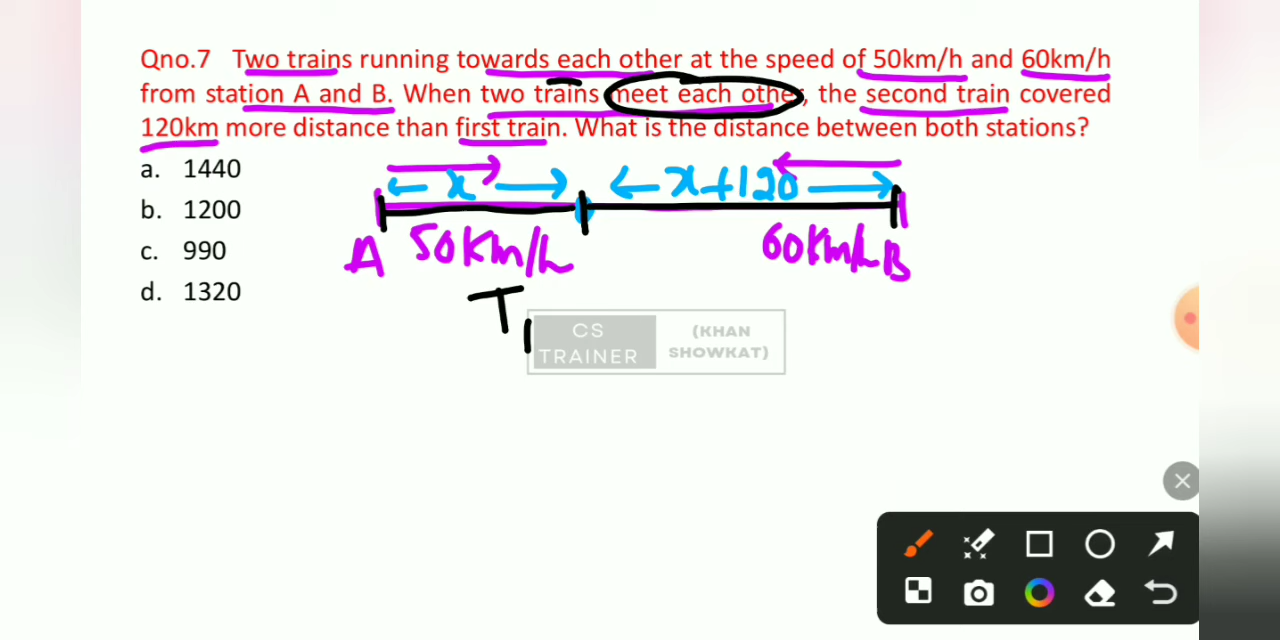 Qno.7 Two trains running towards each other at the speed of 50km/h and 60km/h
from station A and B. When two trains meet each other, the second train covered
120km more distance than first train. What is the distance between both stations?
a. 1440
b. 1200
c. 990
d. 1320
x x+120
A 50Km/h 60Km/h B
T1
CS TRAINER
(KHAN SHOWKAT)